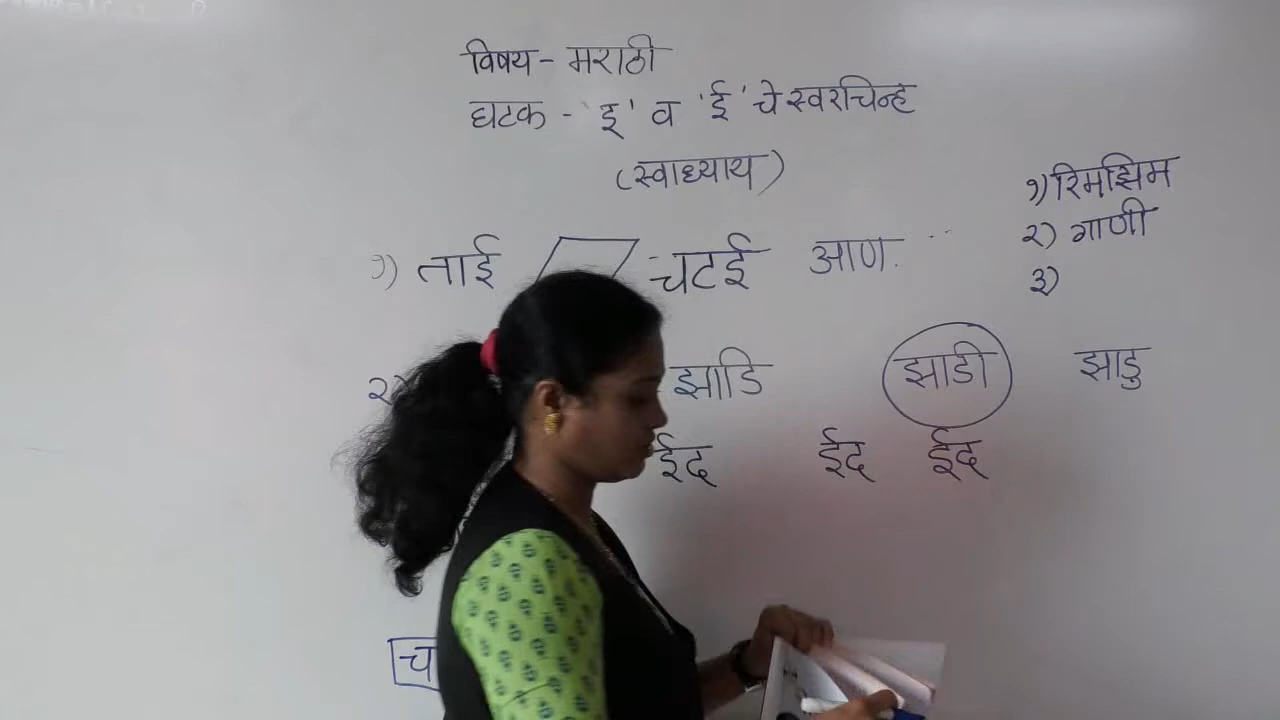 विषय - मराठी
घटक - 'इ' व 'ई' चे स्वरचिन्ह
(स्वाध्याय)
१) रिमझिम
२) गाणी
३)
१) ताई चटई आण.
२) झाडि झाडी झाडु
ईद ईद ईद
च